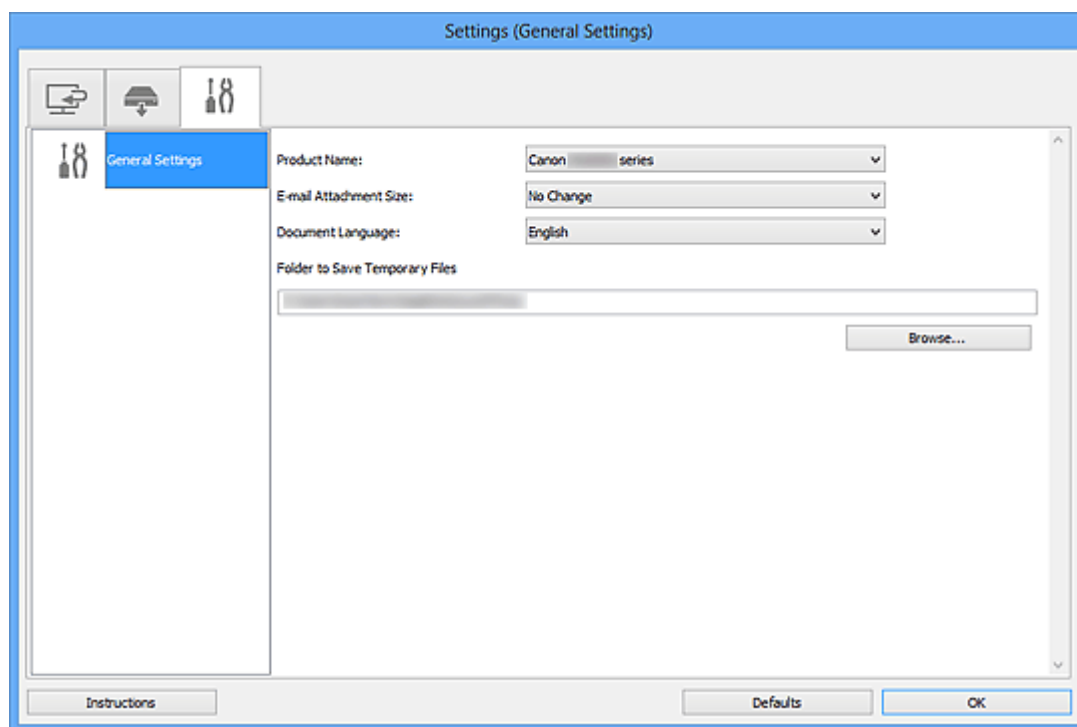 Settings (General Settings)
General Settings
Product Name:
Canon series
E-mail Attachment Size:
No Change
Document Language:
English
Folder to Save Temporary Files
Browse...
Instructions
Defaults
OK